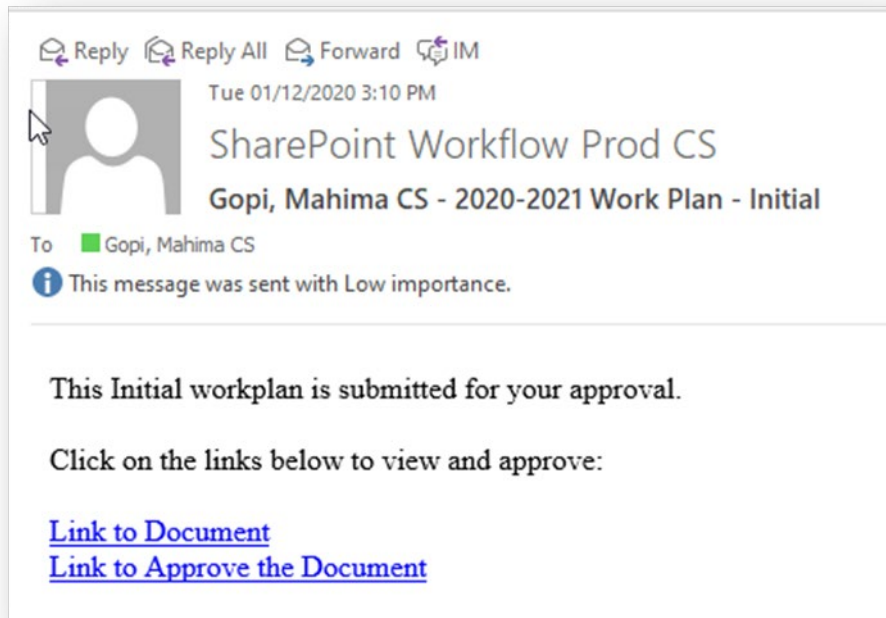 Reply Reply All Forward IM
Tue 01/12/2020 3:10 PM
SharePoint Workflow Prod CS
Gopi, Mahima CS - 2020-2021 Work Plan - Initial
To Gopi, Mahima CS
This message was sent with Low importance.
This Initial workplan is submitted for your approval.
Click on the links below to view and approve:
Link to Document
Link to Approve the Document